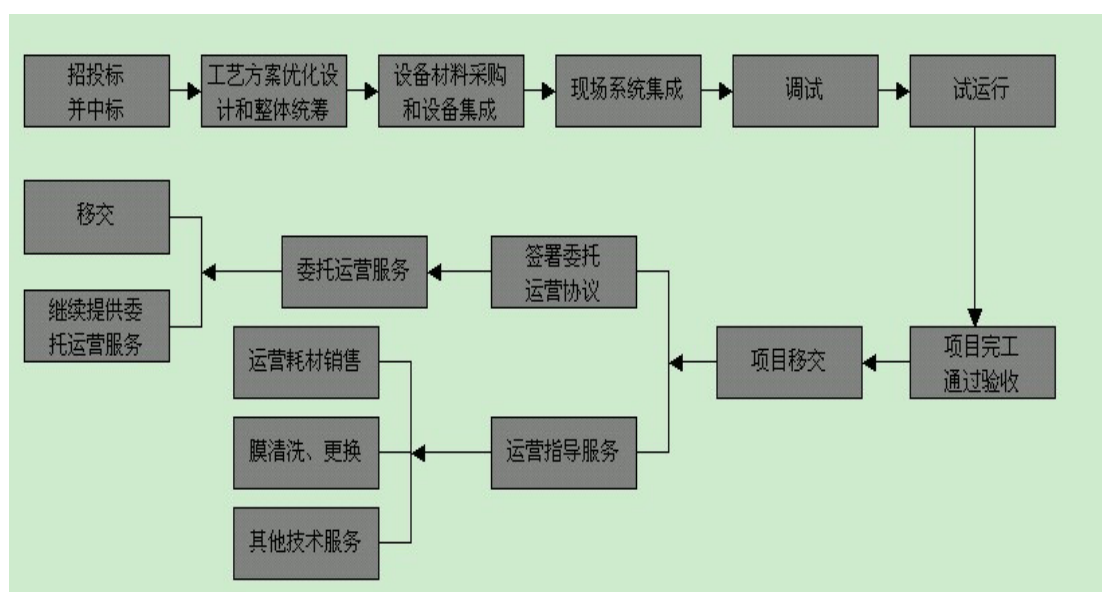 招投标
并中标
工艺方案优化设
计和整体统筹
设备材料采购
和设备集成
现场系统集成
调试
试运行
移交
继续提供委
托运营服务
委托运营服务
签署委托
运营协议
运营耗材销售
膜清洗、更换
其他技术服务
运营指导服务
项目移交
项目完工
通过验收